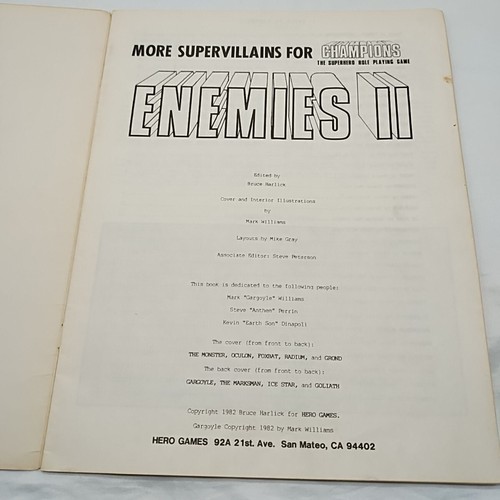 MORE SUPERVILLAINS FOR CHAMPIONS
THE SUPERHERO ROLE PLAYING GAME
ENEMIES II
Edited by
Bruce Harlick
Cover and Interior Illustrations
by
Mark Williams
Layouts by Mike Gray
Associate Editor: Steve Peterson
This book is dedicated to the following people:
Mark "Gargoyle" Williams
Steve "Anthem" Perrin
Kevin "Earth Son" Dinapoli
The cover (from front to back):
THE MONSTER, OCULON, FOXBAT, RADIUM, and GROND
The back cover (from front to back):
GARGOYLE, THE MARKSMAN, ICE STAR, and GOLIATH
Copyright 1982 Bruce Harlick for HERO GAMES.
Gargoyle Copyright 1982 by Mark Williams
HERO GAMES 92A 21st. Ave. San Mateo, CA 94402